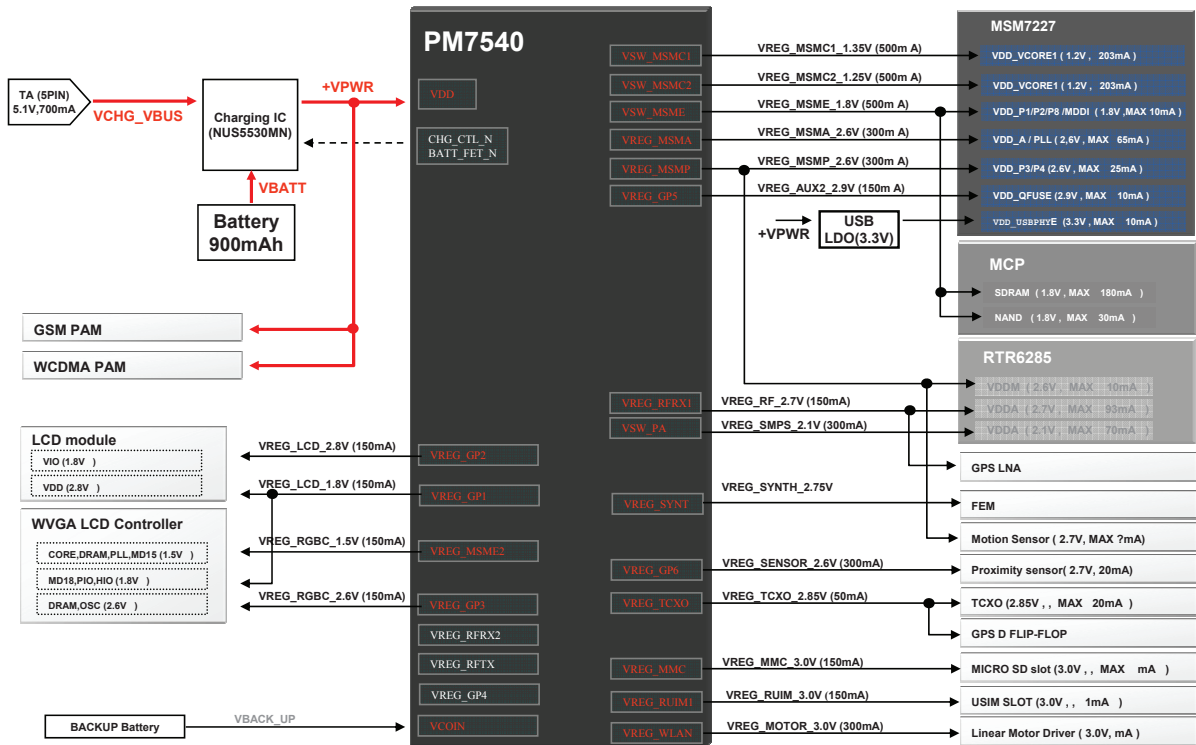 TA (5PIN)
5.1V,700mA
VCHG_VBUS
Charging IC
(NUS5530MN)
+VPWR
VBATT
Battery
900mAh
GSM PAM
WCDMA PAM
LCD module
VIO (1.8V )
VDD (2.8V )
WVGA LCD Controller
CORE,DRAM,PLL,MD15 (1.5V )
MD18,PIO,HIO (1.8V )
DRAM,OSC (2.6V )
BACKUP Battery
VBACK_UP
VREG_LCD_2.8V (150mA)
VREG_LCD_1.8V (150mA)
VREG_RGBC_1.5V (150mA)
VREG_RGBC_2.6V (150mA)
PM7540
VDD
CHG_CTL_N
BATT_FET_N
VREG_GP2
VREG_GP1
VREG_MSME2
VREG_GP3
VREG_RFRX2
VREG_RFTX
VREG_GP4
VCOIN
VSW_MSMC1
VSW_MSMC2
VSW_MSME
VREG_MSMA
VREG_MSMP
VREG_GP5
VREG_RFRX1
VSW_PA
VREG_SYNT
VREG_GP6
VREG_TCXO
VREG_MMC
VREG_RUIM1
VREG_WLAN
VREG_MSMC1_1.35V (500m A)
VREG_MSMC2_1.25V (500m A)
VREG_MSME_1.8V (500m A)
VREG_MSMA_2.6V (300m A)
VREG_MSMP_2.6V (300m A)
VREG_AUX2_2.9V (150m A)
+VPWR
USB
LDO(3.3V)
VREG_RF_2.7V (150mA)
VREG_SMPS_2.1V (300mA)
VREG_SYNTH_2.75V
VREG_SENSOR_2.6V (300mA)
VREG_TCXO_2.85V (50mA)
VREG_MMC_3.0V (150mA)
VREG_RUIM_3.0V (150mA)
VREG_MOTOR_3.0V (300mA)
MSM7227
VDD_VCORE1 ( 1.2V , 203mA)
VDD_VCORE1 ( 1.2V , 203mA)
VDD_P1/P2/P8 /MDDI ( 1.8V ,MAX 10mA)
VDD_A / PLL ( 2,6V, MAX 65mA)
VDD_P3/P4 (2.6V , MAX 25mA )
VDD_QFUSE (2.9V , MAX 10mA )
VDD_USBPHYE (3.3V, MAX 10mA )
MCP
SDRAM ( 1.8V , MAX 180mA )
NAND ( 1.8V , MAX 30mA )
RTR6285
VDDM ( 2.6V , MAX 10mA )
VDDA ( 2.7V , MAX 93mA )
VDDA ( 2.1V , MAX 70mA )
GPS LNA
FEM
Motion Sensor ( 2.7V, MAX ?mA)
Proximity sensor( 2.7V, 20mA)
TCXO (2.85V , , MAX 20mA )
GPS D FLIP-FLOP
MICRO SD slot (3.0V , , MAX mA )
USIM SLOT (3.0V , , 1mA )
Linear Motor Driver ( 3.0V, mA )